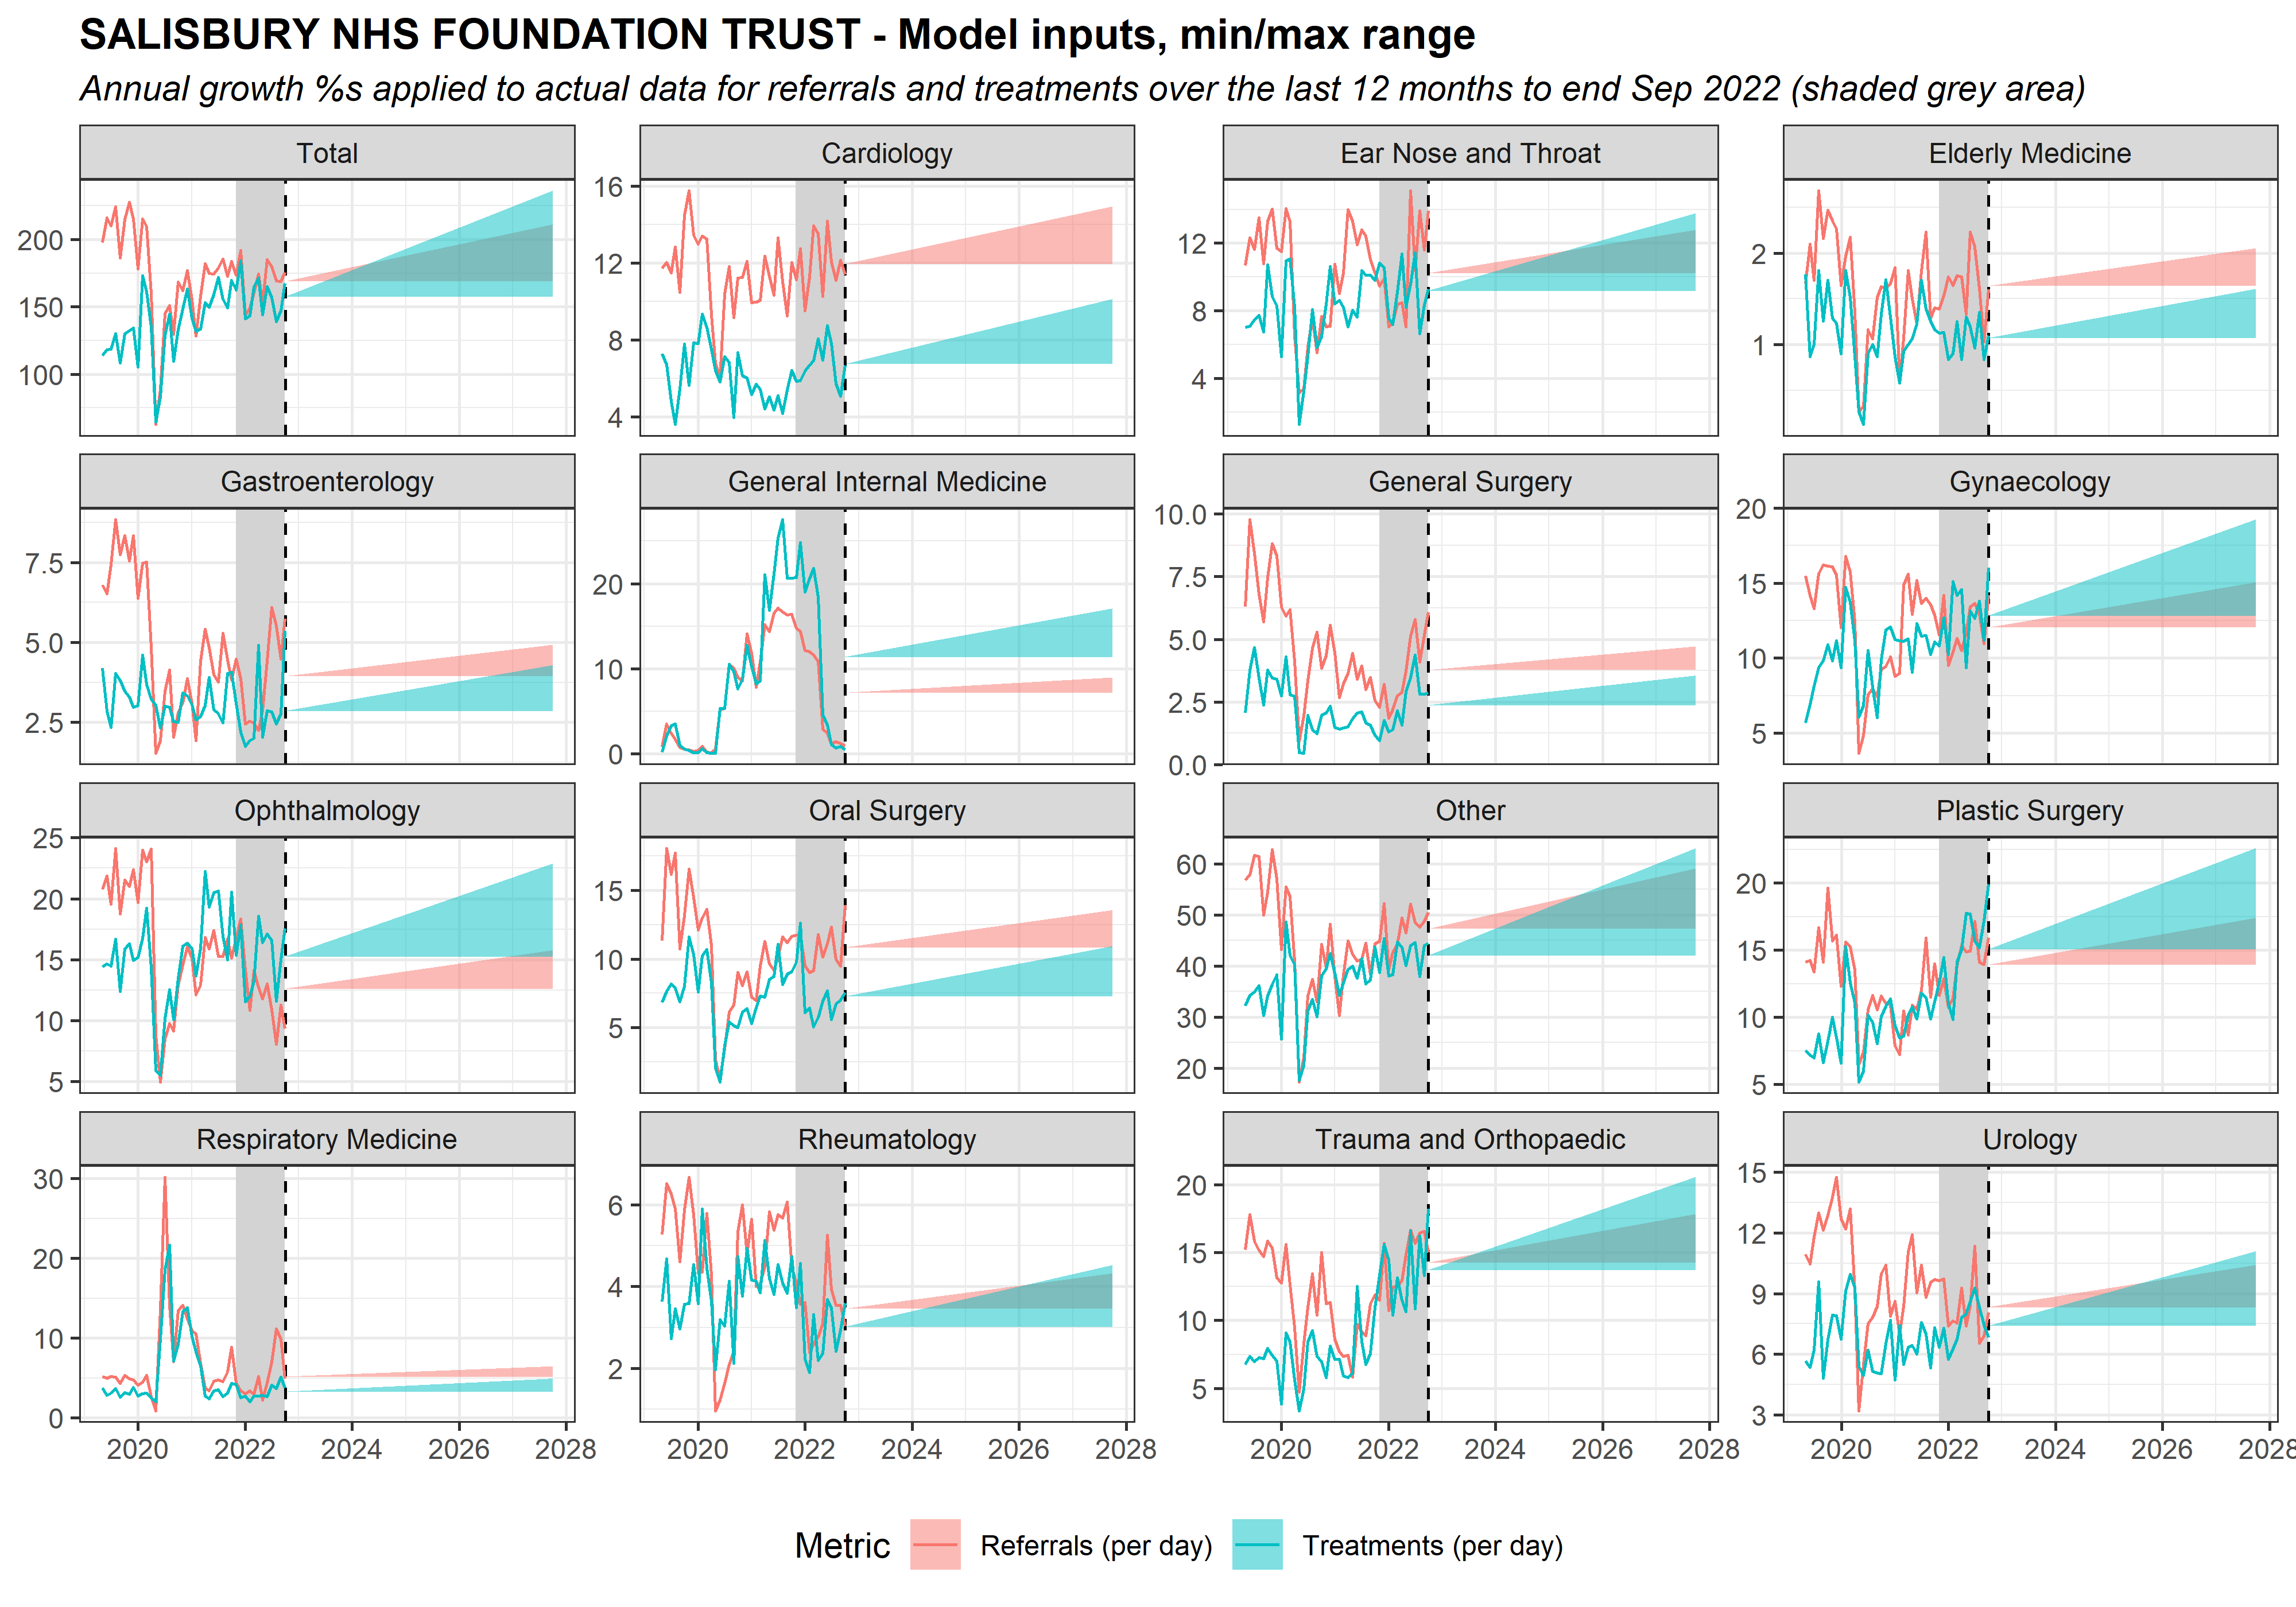 SALISBURY NHS FOUNDATION TRUST - Model inputs, min/max range
Annual growth %s applied to actual data for referrals and treatments over the last 12 months to end Sep 2022 (shaded grey area)
Total
Cardiology
Ear Nose and Throat
Elderly Medicine
200
150
100
16
12
8
4
12
8
4
2
1
Gastroenterology
General Internal Medicine
General Surgery
Gynaecology
7.5
5.0
2.5
20
10
0
10.0
7.5
5.0
2.5
0.0
20
15
10
5
Ophthalmology
Oral Surgery
Other
Plastic Surgery
25
20
15
10
5
15
10
5
60
50
40
30
20
20
15
10
5
Respiratory Medicine
Rheumatology
Trauma and Orthopaedic
Urology
30
20
10
0
6
4
2
20
15
10
5
15
12
9
6
3
2020 2022 2024 2026 2028
2020 2022 2024 2026 2028
2020 2022 2024 2026 2028
2020 2022 2024 2026 2028
Metric Referrals (per day) Treatments (per day)